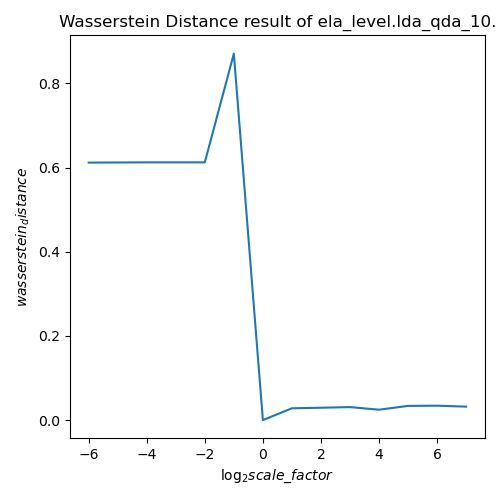 Wasserstein Distance result of ela_level.lda_qda_10.
0.8
0.6
0.4
0.2
0.0
wasserstein_distance
−6 −4 −2 0 2 4 6
log₂scale_factor